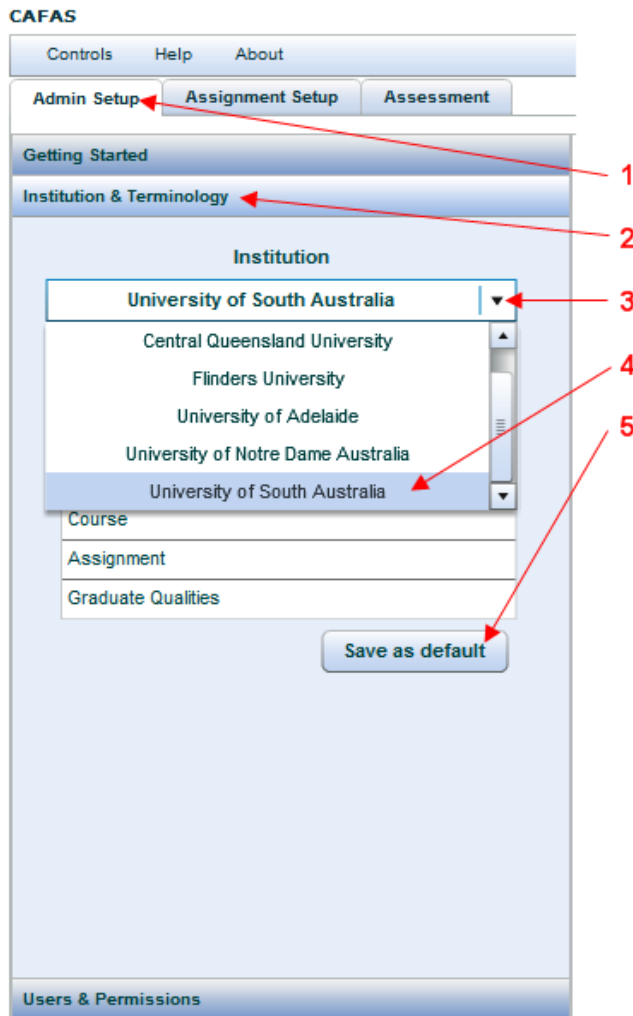 CAFAS
Controls Help About
Admin Setup Assignment Setup Assessment
Getting Started
1
Institution & Terminology
2
Institution
University of South Australia
3
Central Queensland University
Flinders University
4
University of Adelaide
5
University of Notre Dame Australia
University of South Australia
Course
Assignment
Graduate Qualities
Save as default
Users & Permissions